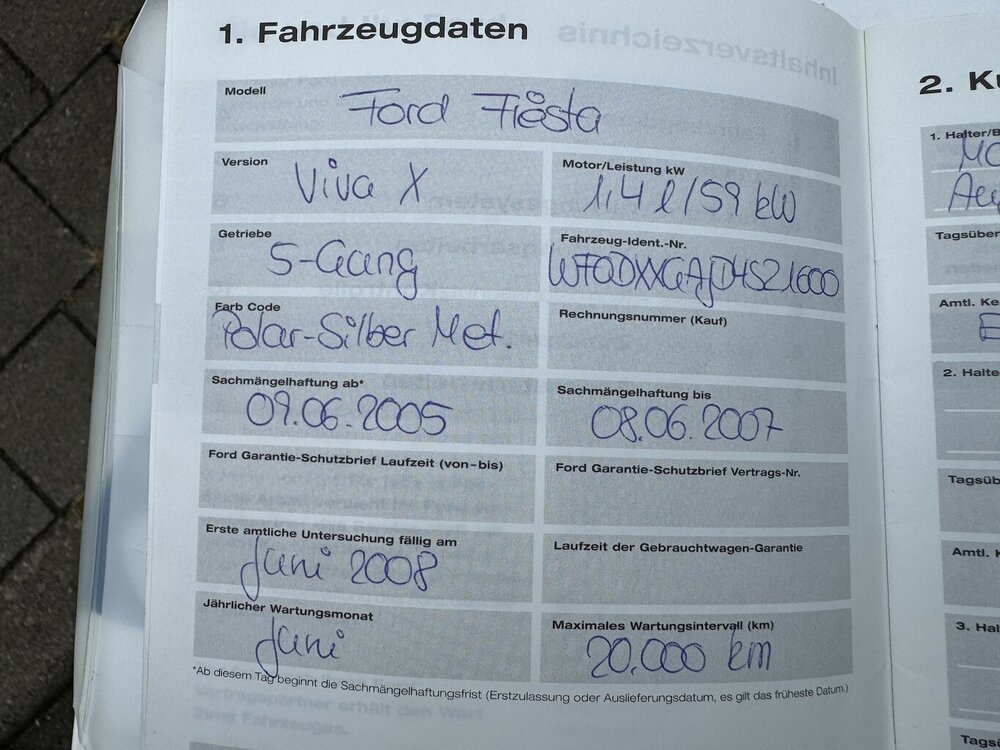 1. Fahrzeugdaten
Modell
Ford Fiesta
Version
Viva X
Motor/Leistung kW
1,4 l/59 kW
Getriebe
5-Gang
Fahrzeug-Ident.-Nr.
WF0DXXGAJD4S21600
Farb Code
Polar-Silber Met.
Rechnungsnummer (Kauf)
Sachmängelhaftung ab*
09.06.2005
Sachmängelhaftung bis
08.06.2007
Ford Garantie-Schutzbrief Laufzeit (von-bis)
Ford Garantie-Schutzbrief Vertrags-Nr.
Erste amtliche Untersuchung fällig am
Juni 2008
Laufzeit der Gebrauchtwagen-Garantie
Jährlicher Wartungsmonat
Juni
Maximales Wartungsintervall (km)
20.000 km
*Ab diesem Tag beginnt die Sachmängelhaftungsfrist (Erstzulassung oder Auslieferungsdatum, es gilt das früheste Datum.)
2. Ku
1. Halter/B
Tagsüber
Amtl. Ke
2. Halte
Tagsüb
Amtl. K
3. Hal
Tagsü